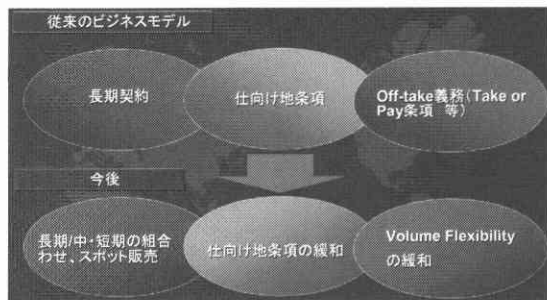 従来のビジネスモデル
長期契約
仕向け地条項
Off-take義務(Take or
Pay条項 等)
今後
長期/中・短期の組合
わせ、スポット販売
仕向け地条項の緩和
Volume Flexibility
の緩和